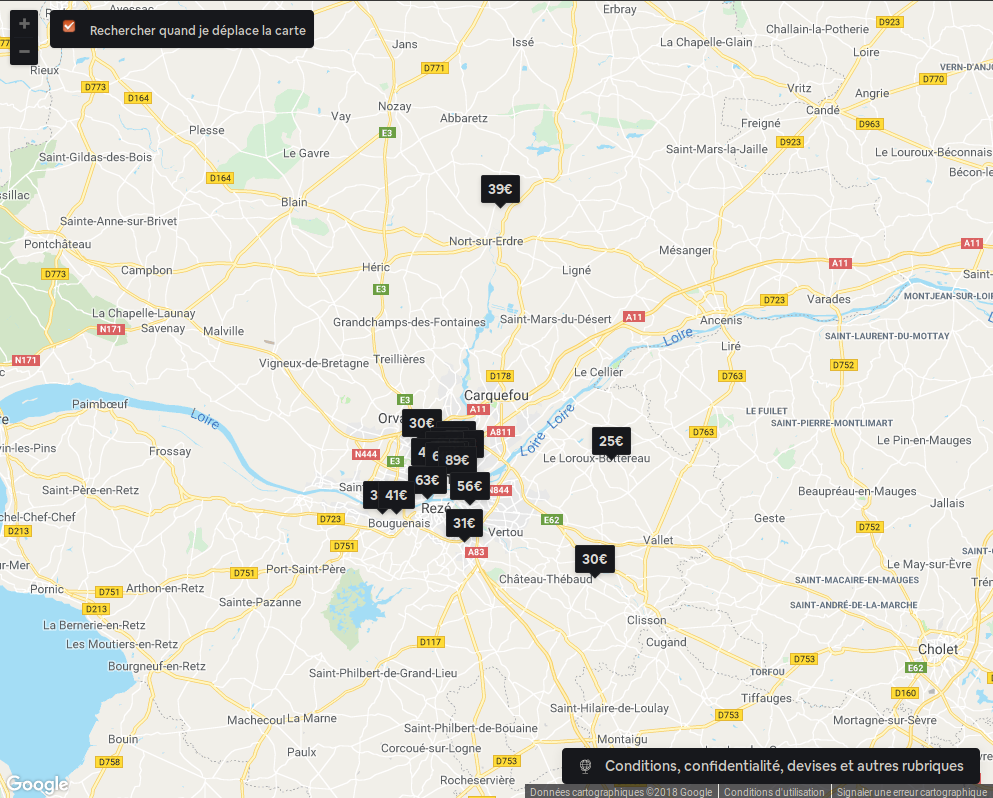 Erbray
Avessac
Rechercher quand je déplace la carte
Challain-la-Potherie
D923
Jans
Issé
La Chapelle-Glain
Loire
Rieux
D771
VERN-D'ANJ
D770
D773
D164
Vritz
Angrie
Nozay
Vay
Abbaretz
Candé
Freigné
D963
Plesse
E3
D923
Saint-Gildas-des-Bois
Le Gavre
Saint-Mars-la-Jaille
Le Louroux-Béconnais
Bécon-le
D164
39€
ssillac
Blain
Sainte-Anne-sur-Brivet
Pontchâteau
Nort-sur-Erdre
Mésanger
A11
Campbon
Héric
Ligné
A11
D773
E3
Saint-
MONTJEAN-SUR-LOIR
D723
Varades
La Chapelle-Launay
Grandchamps-des-Fontaines
Saint-Mars-du-Désert
A11
Ancenis
N171
Savenay
Malville
Loire
SAINT-LAURENT-DU-MOTTAY
Liré
N171
Vigneux-de-Bretagne
Treillières
D752
Le Cellier
D178
D763
Carquefou
E3
Paimbœuf
Loire
Orva
30€
A11
Loire
LE FUILET
SAINT-PIERRE-MONTLIMART
A811
Loire
25€
D763
Le Pin-en-Mauges
vin-les-Pins
N444
E3
4
6
89€
Le Loroux-Bottereau
63€
56€
N844
Saint-Père-en-Retz
Sain
3
41€
Beaupréau-en-Mauges
Jallais
chel-Chef-Chef
D723
Rezé
31€
E62
Geste
D752
D213
Bouguenais
Vertou
D751
A83
30€
Vallet
Le May-sur-Èvre
ur-Mer
D751
Port-Saint-Père
Château-Thébaud
SAINT-MACAIRE-EN-MAUGES
Pornic
D751
Arthon-en-Retz
Sainte-Pazanne
SAINT-ANDRÉ-DE-LA-MARCHE
D213
La Bernerie-en-Retz
Clisson
Les Moutiers-en-Retz
D117
Cugand
Cholet
Bourgneuf-en-Retz
D753
E62
Saint-Philbert-de-Grand-Lieu
TORFOU
D160
Tiffauges
Saint-Hilaire-de-Loulay
D753
Machecoul
La Marne
Mortagne-sur-Sèvre
Saint-Philbert-de-Bouaine
Bouin
Corcoué-sur-Logne
Montaigu
Paulx
D758
D753
Conditions, confidentialité, devises et autres rubriques
Rocheservière
Google
Données cartographiques ©2018 Google
Conditions d'utilisation
Signaler une erreur cartographique